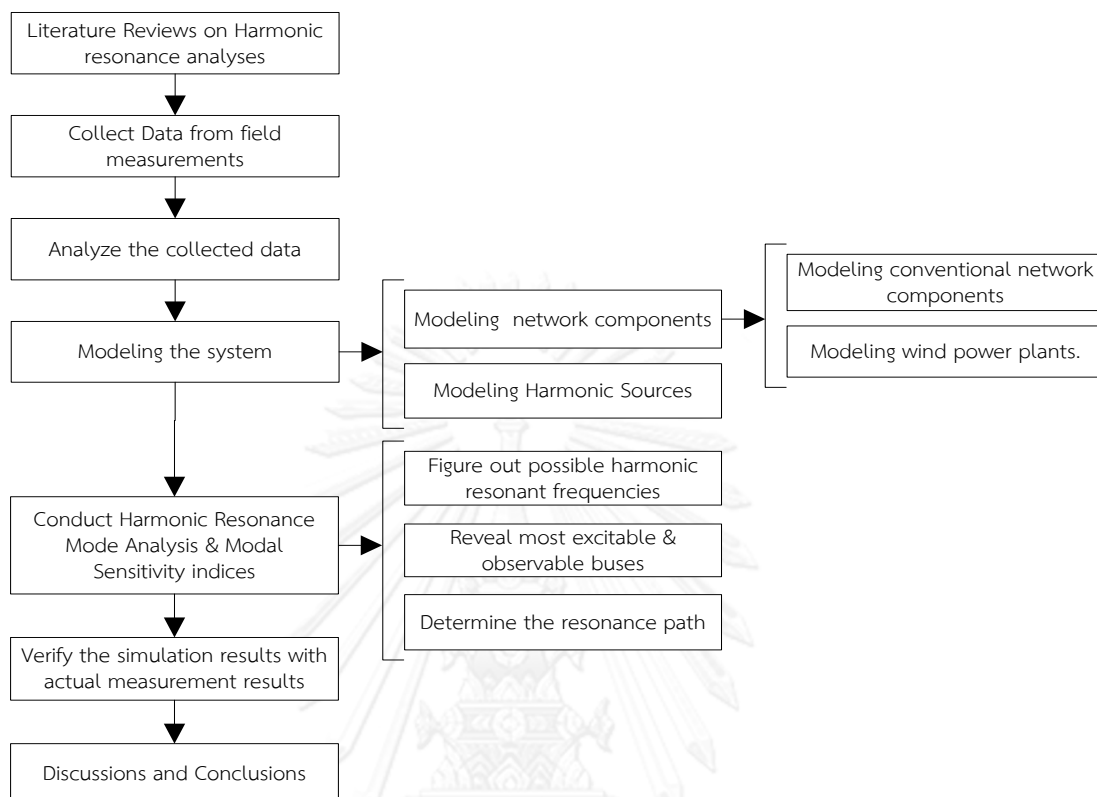 Literature Reviews on Harmonic
resonance analyses
Collect Data from field
measurements
Analyze the collected data
Modeling the system
Modeling network components
Modeling Harmonic Sources
Modeling conventional network
components
Modeling wind power plants.
Conduct Harmonic Resonance
Mode Analysis & Modal
Sensitivity indices
Figure out possible harmonic
resonant frequencies
Reveal most excitable &
observable buses
Determine the resonance path
Verify the simulation results with
actual measurement results
Discussions and Conclusions